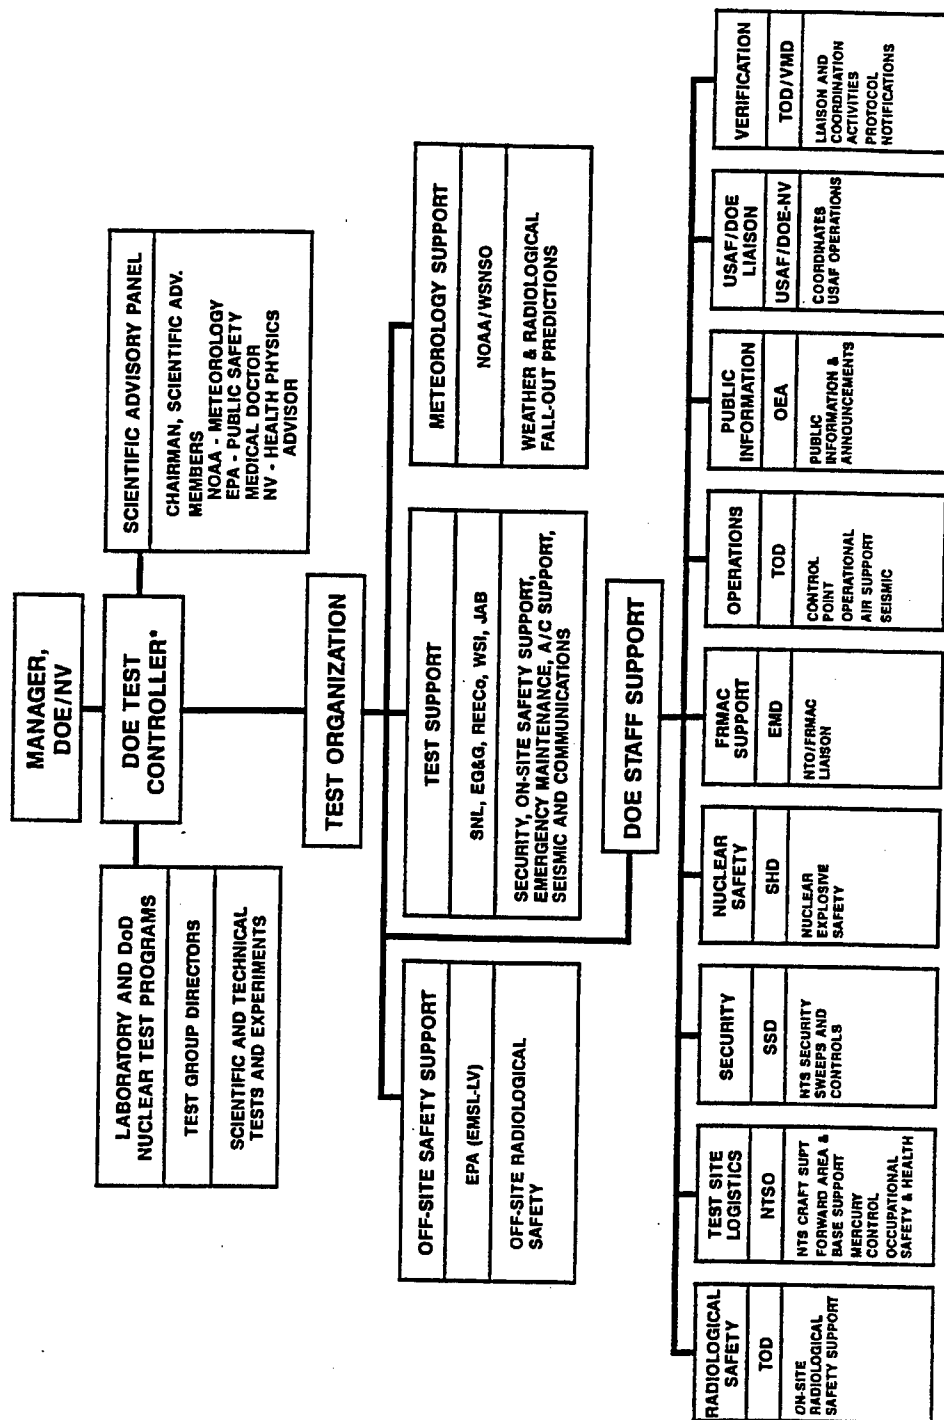 MANAGER,
DOE/NV
LABORATORY AND DoD
NUCLEAR TEST PROGRAMS
TEST GROUP DIRECTORS
SCIENTIFIC AND TECHNICAL
TESTS AND EXPERIMENTS
DOE TEST
CONTROLLER*
SCIENTIFIC ADVISORY PANEL
CHAIRMAN, SCIENTIFIC ADV.
MEMBERS
NOAA - METEOROLOGY
EPA - PUBLIC SAFETY
MEDICAL DOCTOR
NV - HEALTH PHYSICS
ADVISOR
TEST ORGANIZATION
OFF-SITE SAFETY SUPPORT
EPA (EMSL-LV)
OFF-SITE RADIOLOGICAL
SAFETY
TEST SUPPORT
SNL, EG&G, REECo, WSI, JAB
SECURITY, ON-SITE SAFETY SUPPORT,
EMERGENCY MAINTENANCE, A/C SUPPORT,
SEISMIC AND COMMUNICATIONS
METEOROLOGY SUPPORT
NOAA/WSNSO
WEATHER & RADIOLOGICAL
FALL-OUT PREDICTIONS
DOE STAFF SUPPORT
RADIOLOGICAL
SAFETY
TOD
ON-SITE
RADIOLOGICAL
SAFETY SUPPORT
TEST SITE
LOGISTICS
NTSO
NTS CRAFT SUPT
FORWARD AREA &
BASE SUPPORT
MERCURY
CONTROL
OCCUPATIONAL
SAFETY & HEALTH
SECURITY
SSD
NTS SECURITY
SWEEPS AND
CONTROLS
NUCLEAR
SAFETY
SHD
NUCLEAR
EXPLOSIVE
SAFETY
FRMAC
SUPPORT
EMD
NTO/FRMAC
LIAISON
OPERATIONS
TOD
CONTROL
POINT
OPERATIONAL
AIR SUPPORT
SEISMIC
PUBLIC
INFORMATION
OEA
PUBLIC
INFORMATION &
ANNOUNCEMENTS
USAF/DOE
LIAISON
USAF/DOE-NV
COORDINATES
USAF OPERATIONS
VERIFICATION
TOD/VMD
LIAISON AND
COORDINATION
ACTIVITIES
PROTOCOL
NOTIFICATIONS